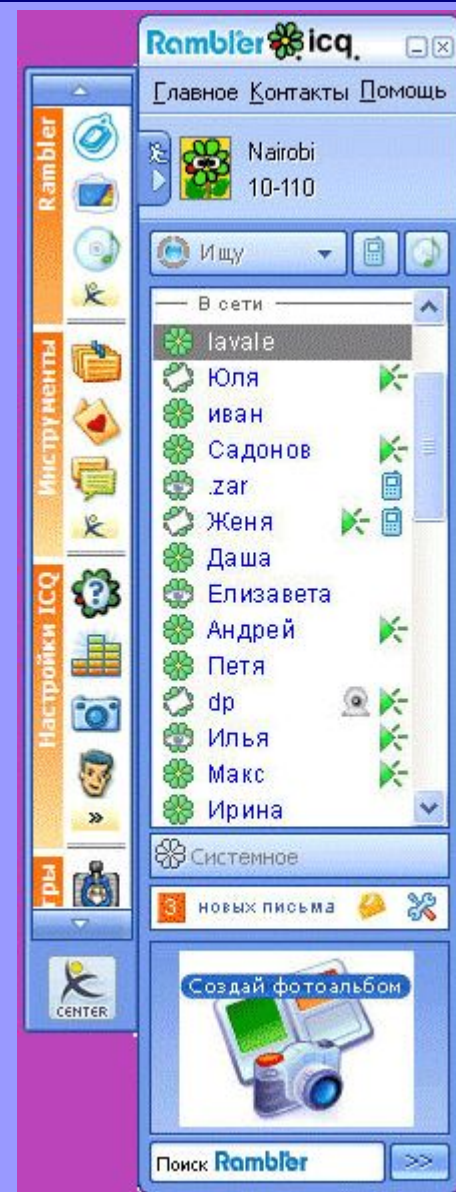 Rambler icq
Главное Контакты Помощь
Nairobi
10-110
Ищу
В сети
lavale
Юля
иван
Садонов
.zar
Женя
Даша
Елизавета
Андрей
Петя
dp
Илья
Макс
Ирина
Системное
3 новых письма
Создай фотоальбом
Поиск Rambler >>
Rambler
Инструменты
Настройки ICQ
»
гры
CENTER